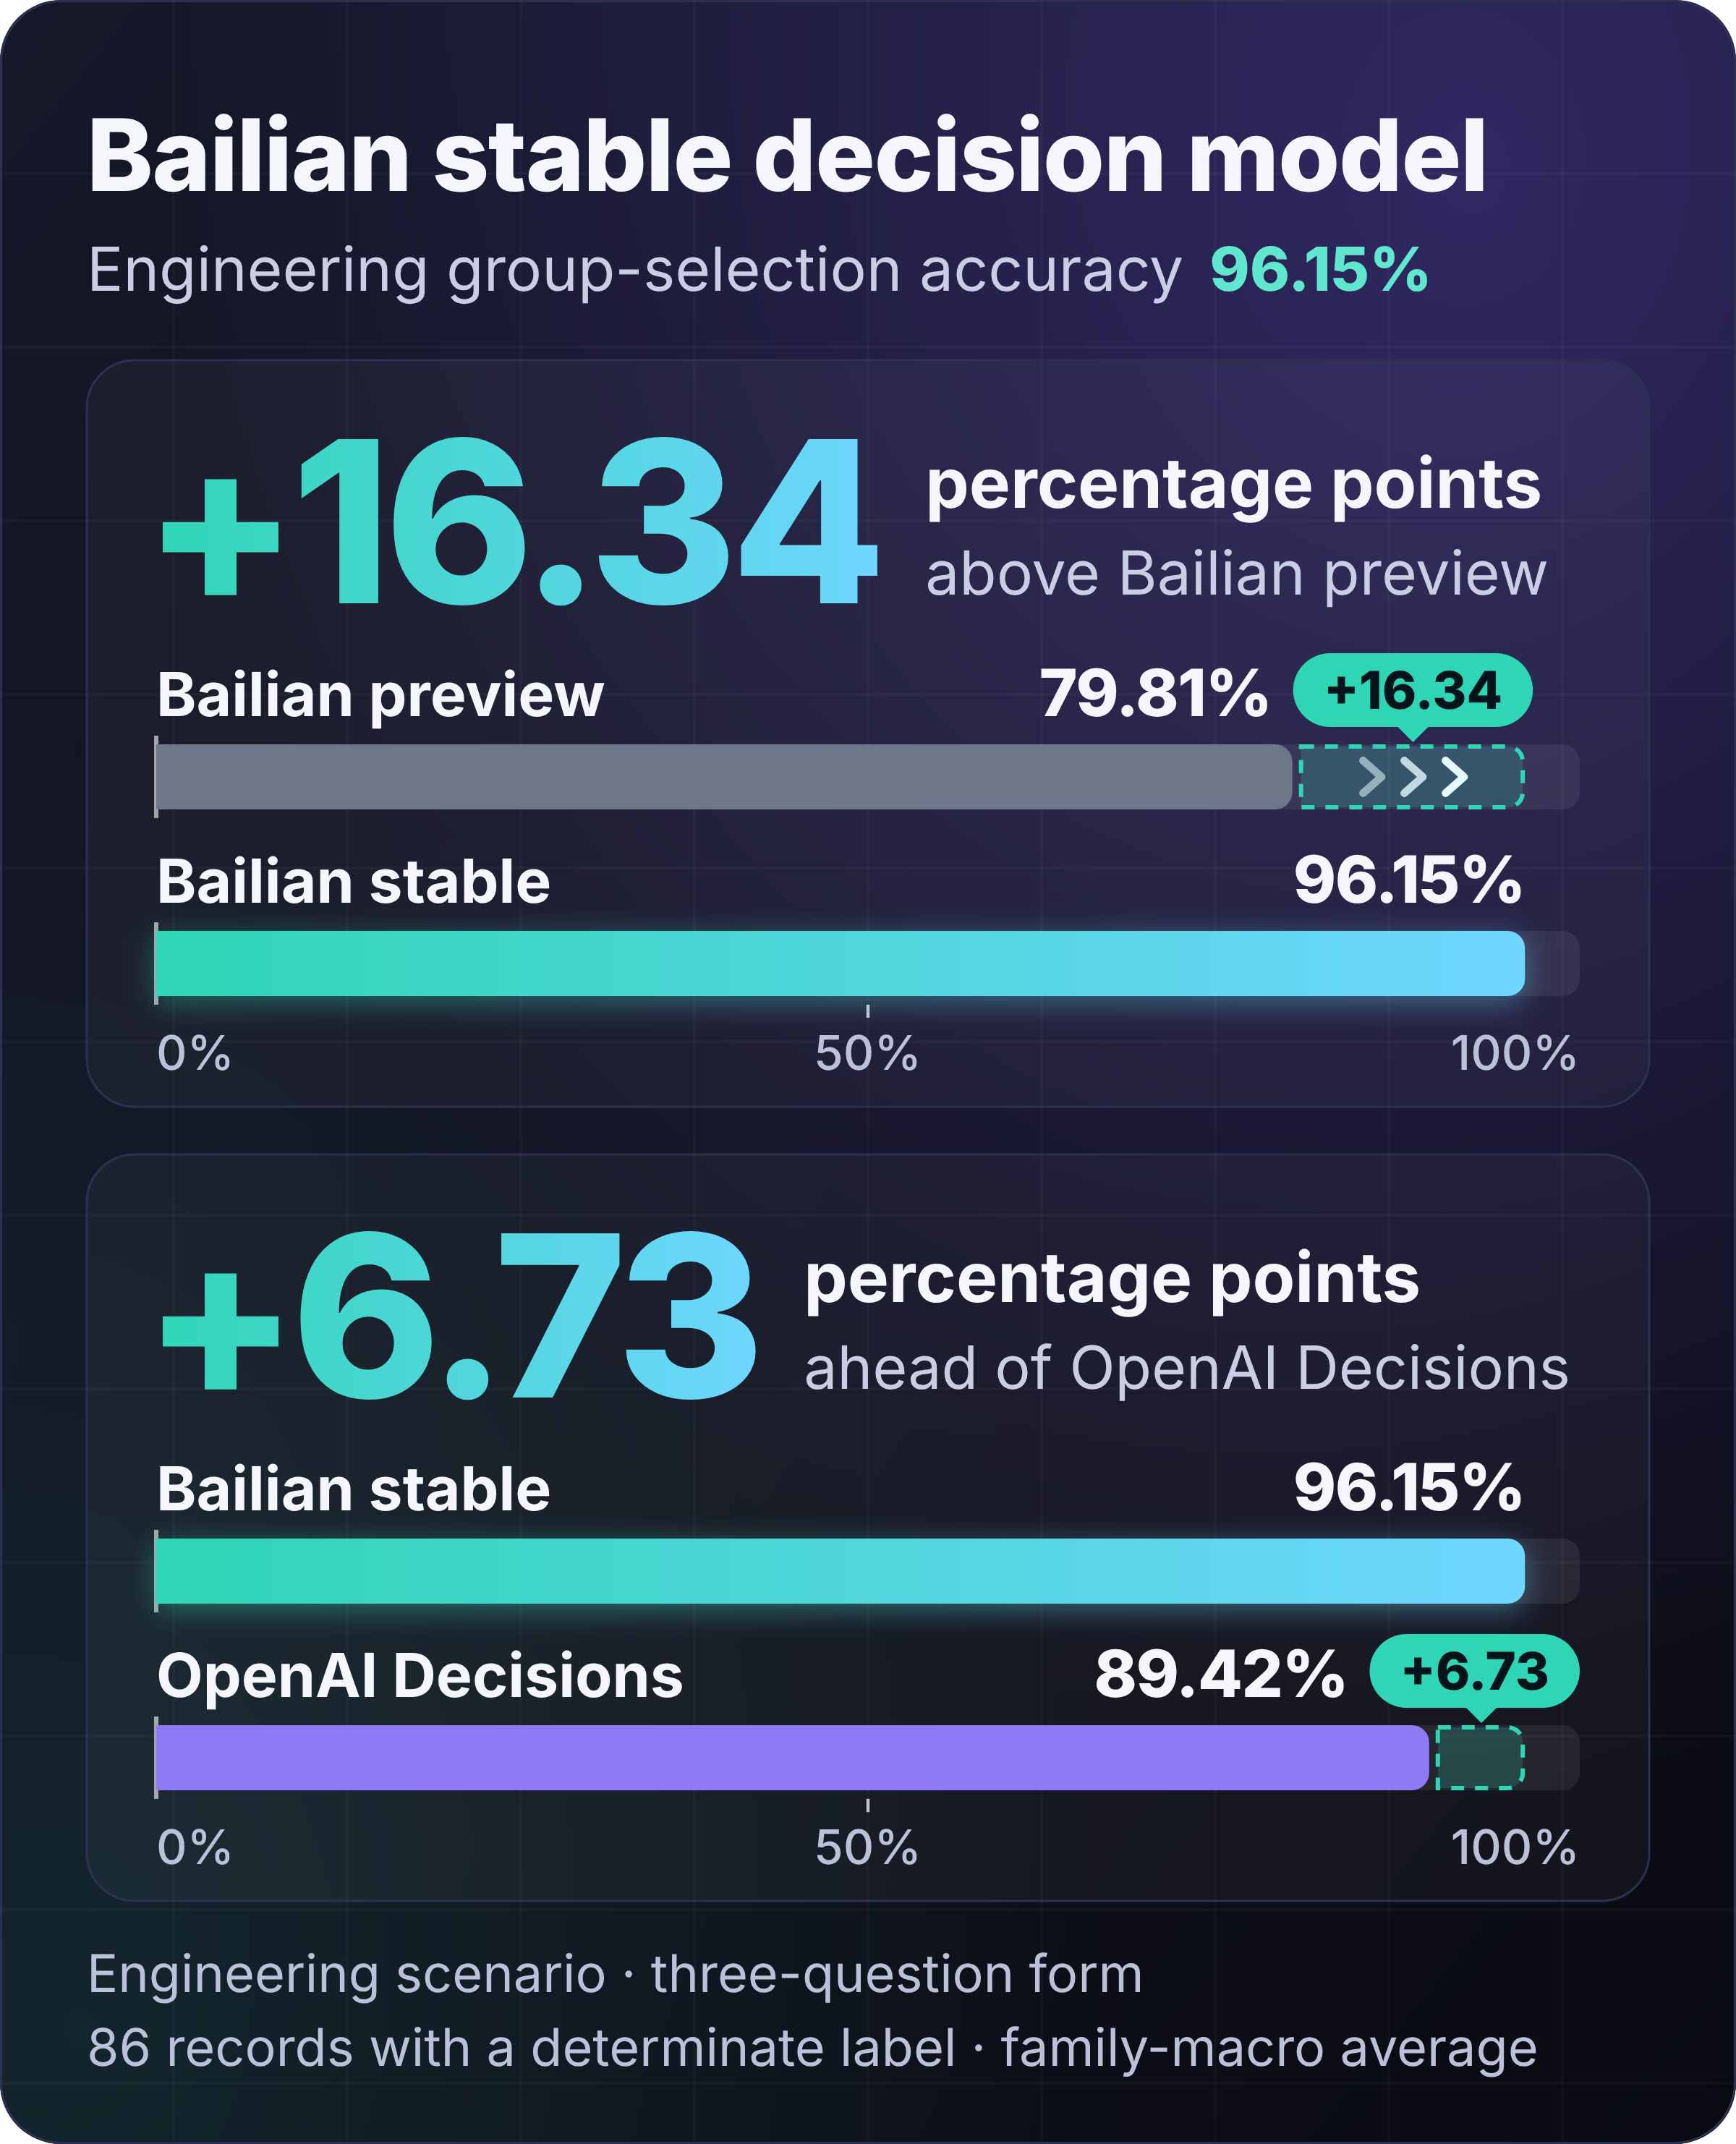 Bailian stable decision model
Engineering group-selection accuracy 96.15%
+16.34 percentage points
above Bailian preview
Bailian preview 79.81% +16.34
Bailian stable 96.15%
0% 50% 100%
+6.73 percentage points
ahead of OpenAI Decisions
Bailian stable 96.15%
OpenAI Decisions 89.42% +6.73
0% 50% 100%
Engineering scenario · three-question form
86 records with a determinate label · family-macro average